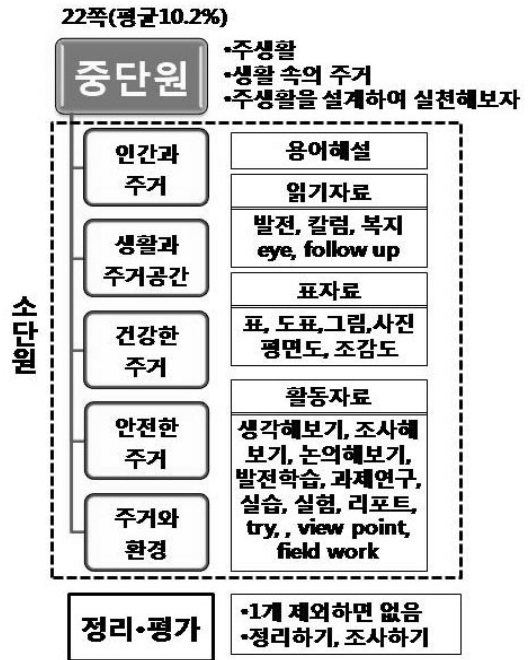 22쪽(평균10.2%)
중단원
•주생활
•생활 속의 주거
•주생활을 설계하여 실천해보자
소단원
인간과
주거
생활과
주거공간
건강한
주거
안전한
주거
주거와
환경
용어해설
읽기자료
발전, 칼럼, 복지
eye, follow up
표자료
표, 도표,그림,사진
평면도, 조감도
활동자료
생각해보기, 조사해
보기, 논의해보기,
발전학습, 과제연구,
실습, 실험, 리포트,
try, , view point,
field work
정리•평가
•1개 제외하면 없음
•정리하기, 조사하기